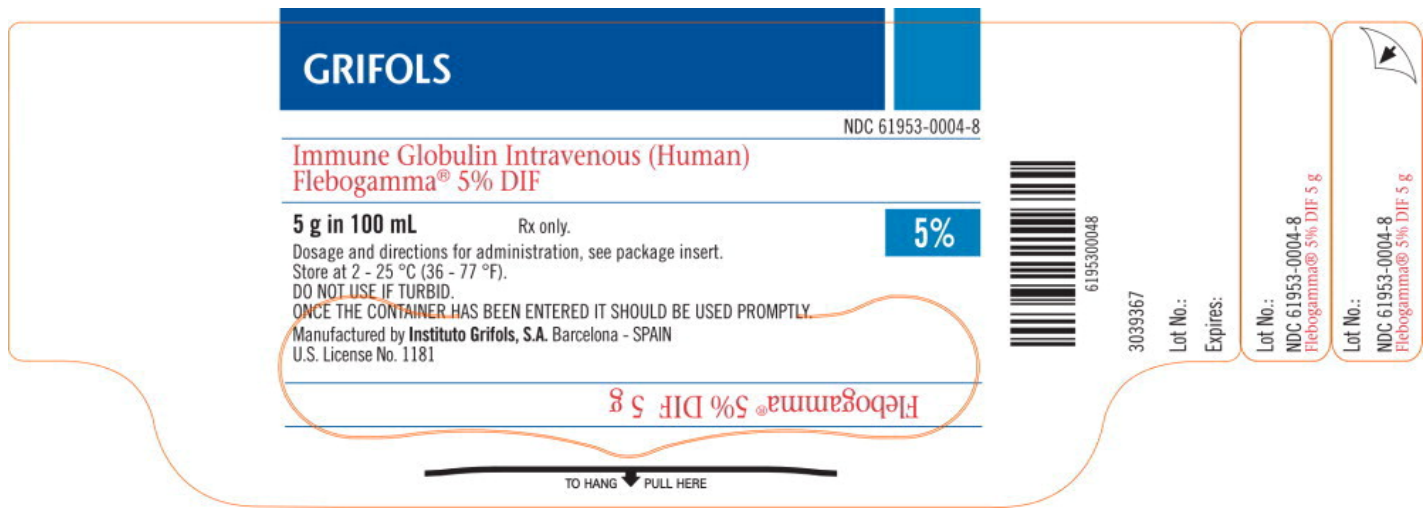 GRIFOLS
NDC 61953-0004-8
Immune Globulin Intravenous (Human)
Flebogamma® 5% DIF
5 g in 100 mL Rx only.
5%
Dosage and directions for administration, see package insert.
Store at 2 - 25 °C (36 - 77 °F).
DO NOT USE IF TURBID.
ONCE THE CONTAINER HAS BEEN ENTERED IT SHOULD BE USED PROMPTLY.
Manufactured by Instituto Grifols, S.A. Barcelona - SPAIN
U.S. License No. 1181
Flebogamma® 5% DIF 5 g
TO HANG PULL HERE
6195300048
3039367
Lot No.:
Expires:
Lot No.:
NDC 61953-0004-8
Flebogamma® 5% DIF 5 g
Lot No.:
NDC 61953-0004-8
Flebogamma® 5% DIF 5 g